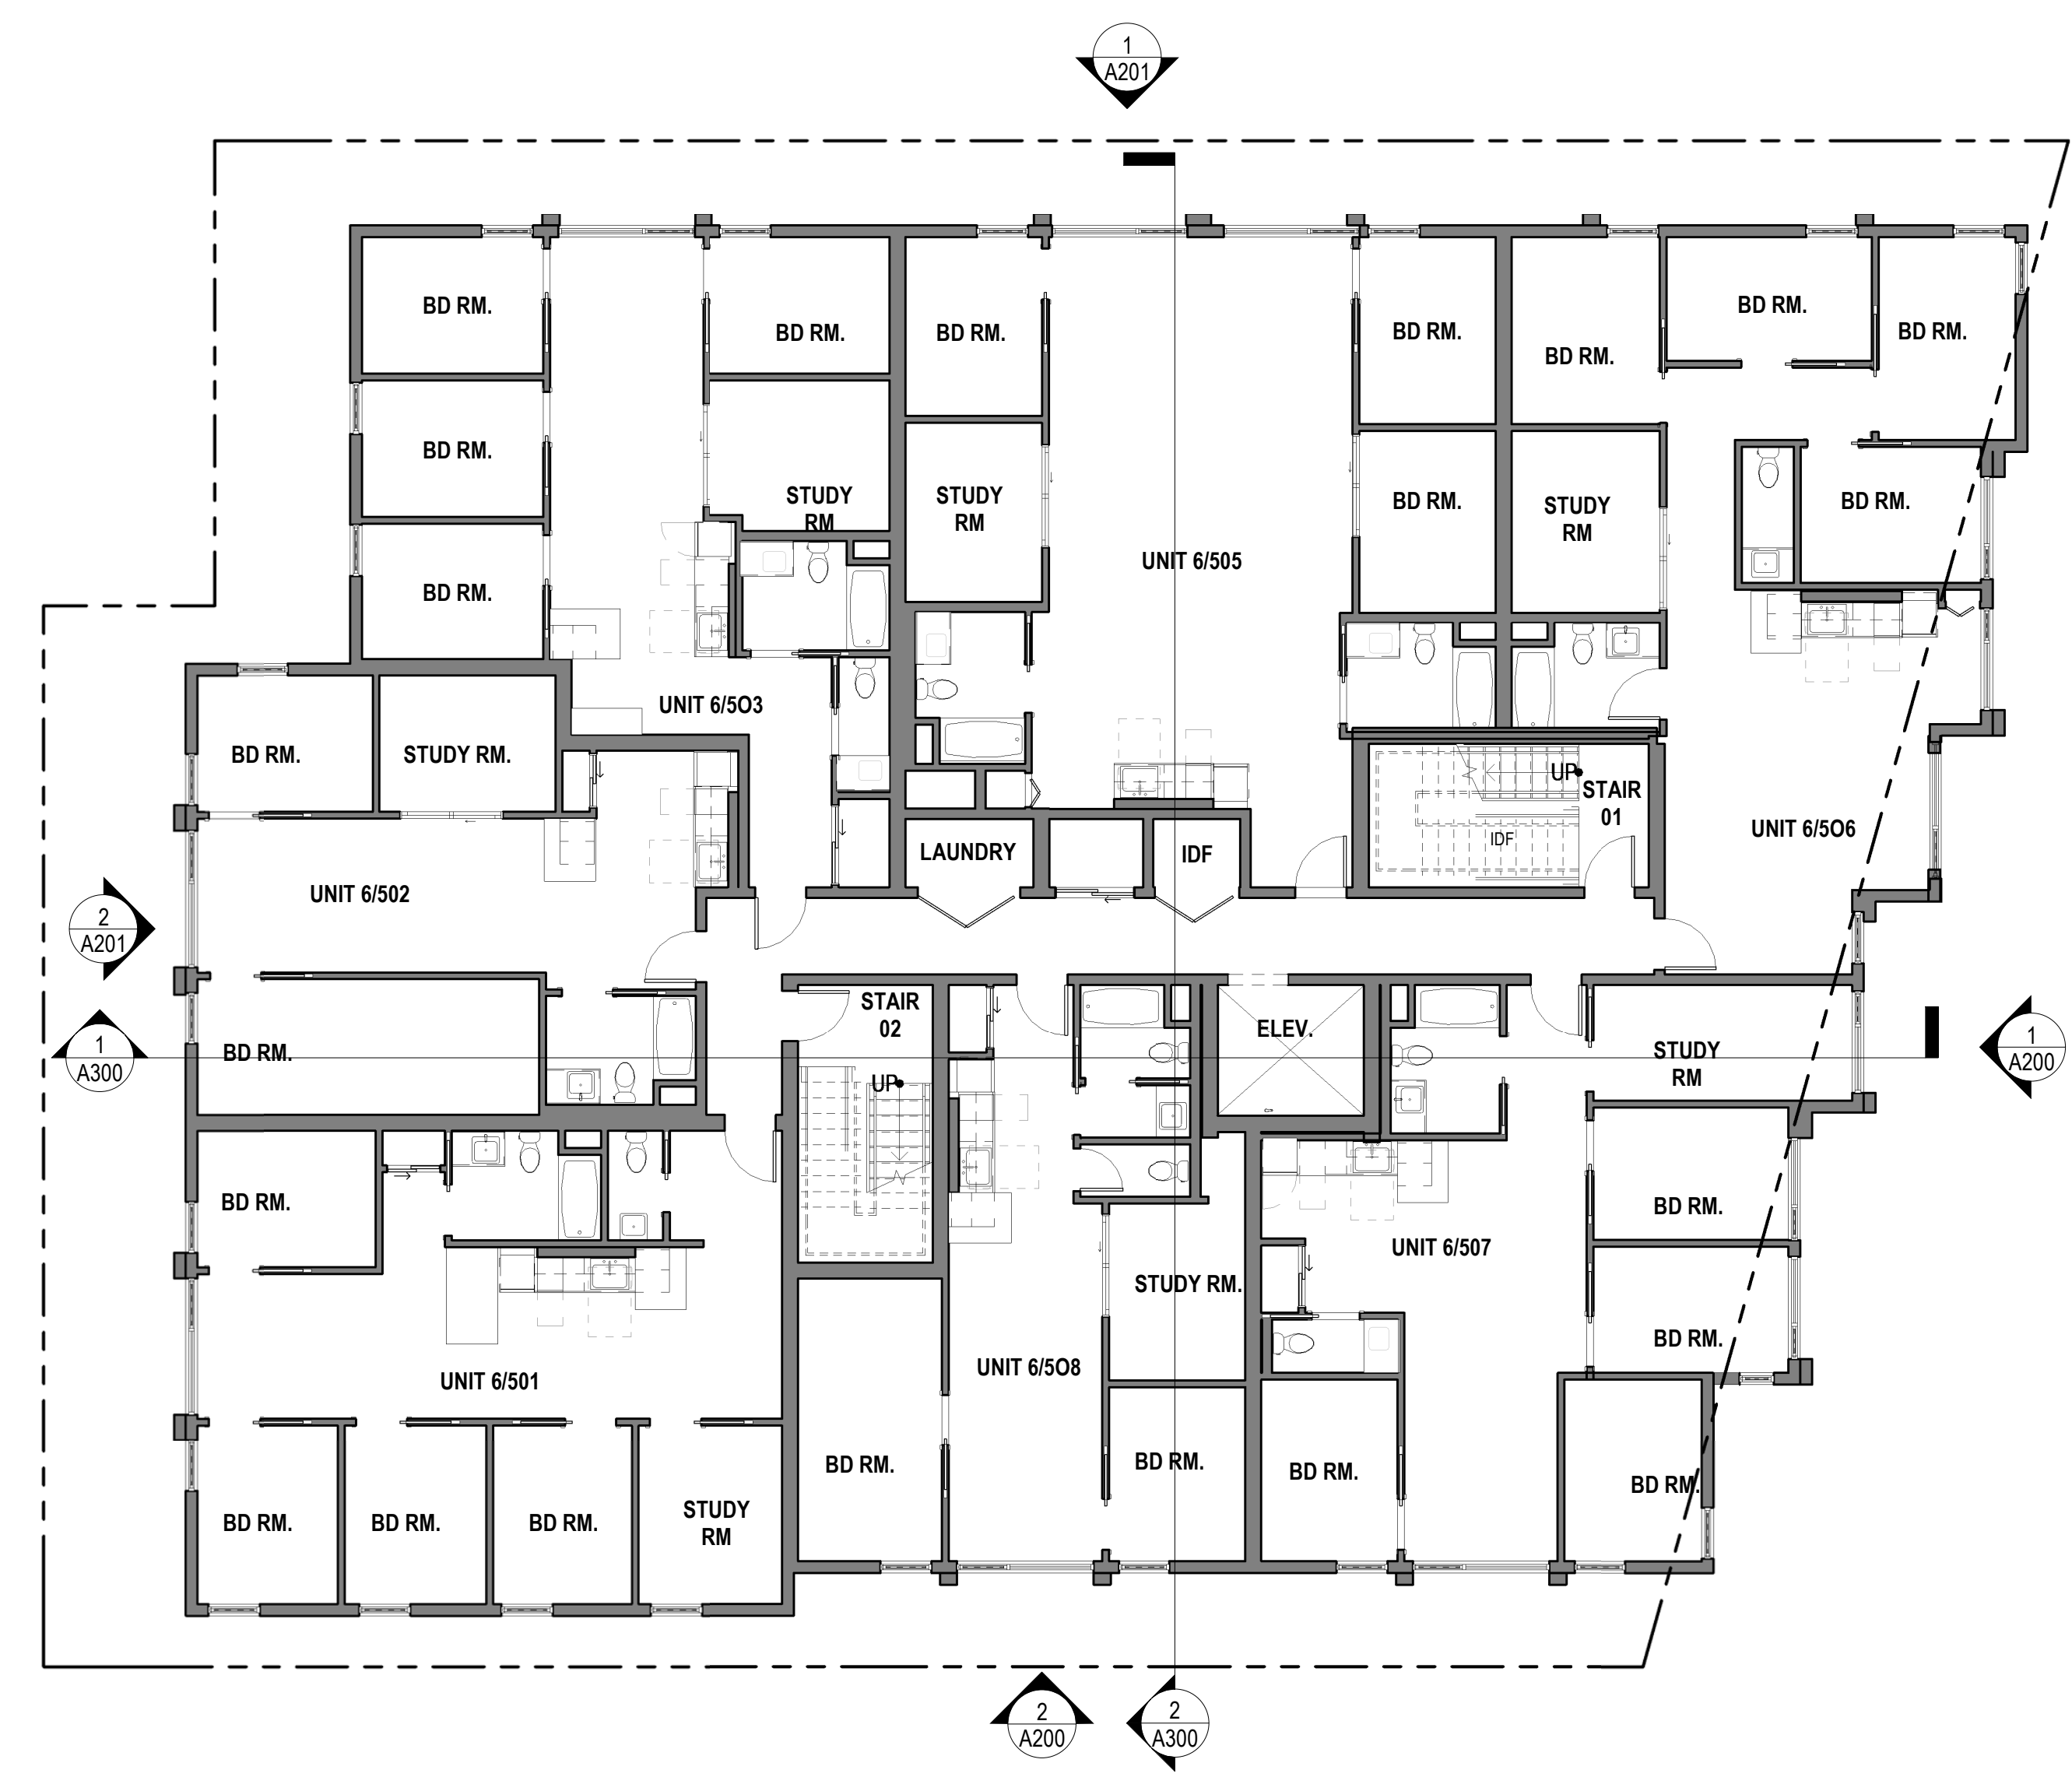 1
A201
BD RM.
BD RM.
BD RM.
BD RM.
BD RM.
BD RM.
BD RM.
BD RM.
BD RM.
STUDY
RM
STUDY
RM
BD RM.
STUDY
RM
BD RM.
UNIT 6/505
BD RM.
UNIT 6/5O3
BD RM.
STUDY RM.
UP
STAIR
01
UNIT 6/5O6
LAUNDRY
IDF
IDF
UNIT 6/502
2
A201
STAIR
02
ELEV.
1
A300
BD RM.
STUDY
RM
1
A200
UP
BD RM.
BD RM.
UNIT 6/507
STUDY RM.
BD RM.
UNIT 6/501
UNIT 6/5O8
BD RM.
BD RM.
BD RM.
BD RM.
BD RM.
BD RM.
BD RM.
STUDY
RM
2
A200
2
A300